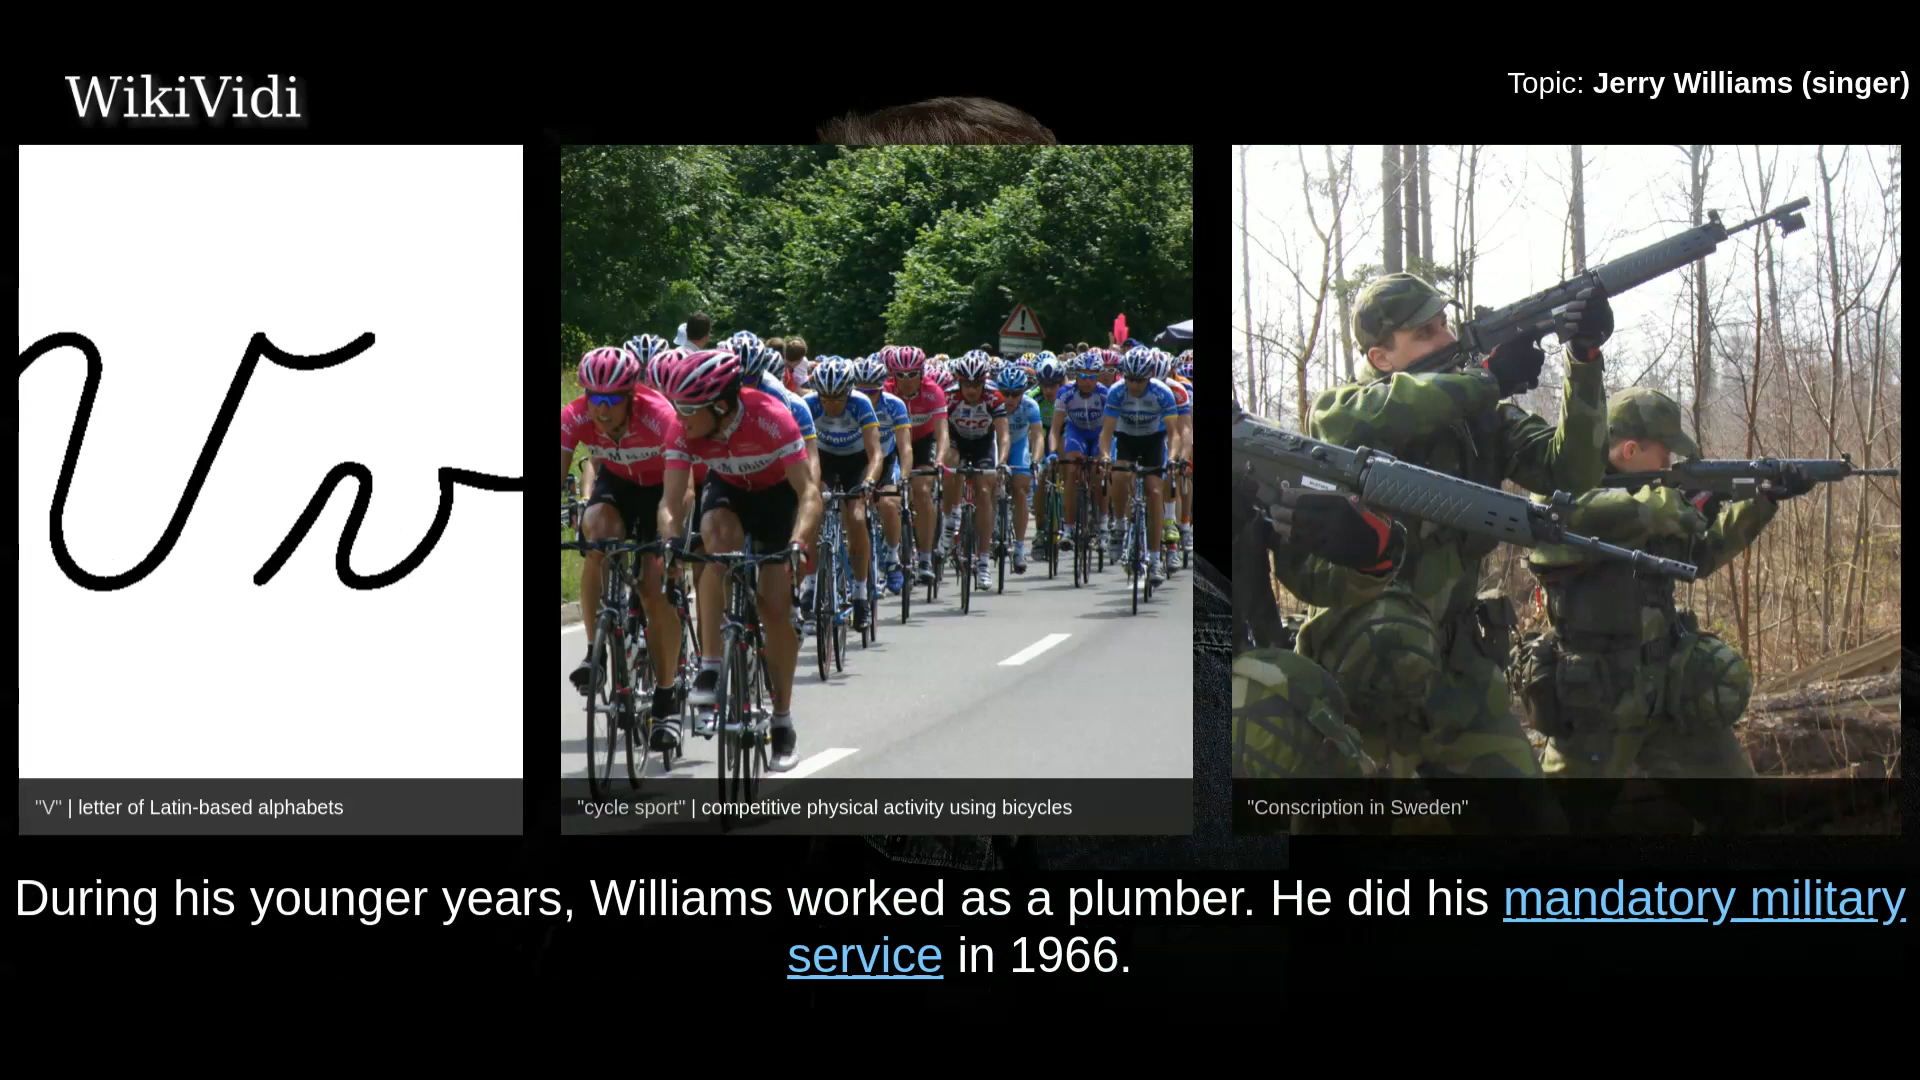 WikiVidi
Topic: Jerry Williams (singer)
V v
"V" | letter of Latin-based alphabets
"cycle sport" | competitive physical activity using bicycles
"Conscription in Sweden"
During his younger years, Williams worked as a plumber. He did his mandatory military
service in 1966.